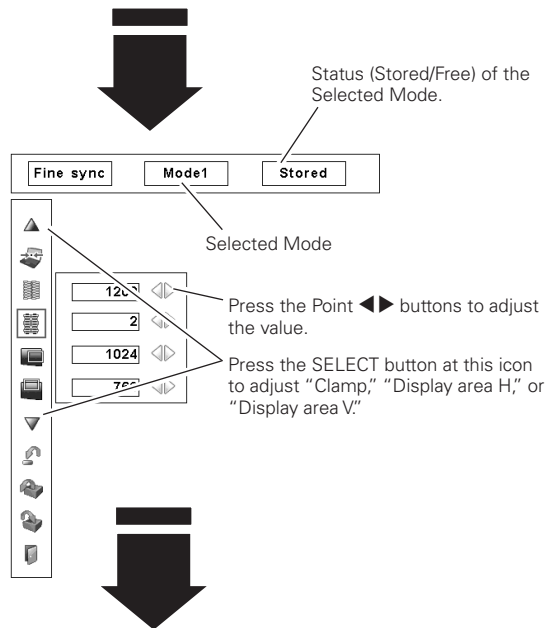 Status (Stored/Free) of the
Selected Mode.
Fine sync
Mode1
Stored
Selected Mode
Press the Point ◀▶ buttons to adjust
the value.
2
1024
Press the SELECT button at this icon
to adjust “Clamp,” “Display area H,” or
“Display area V.”